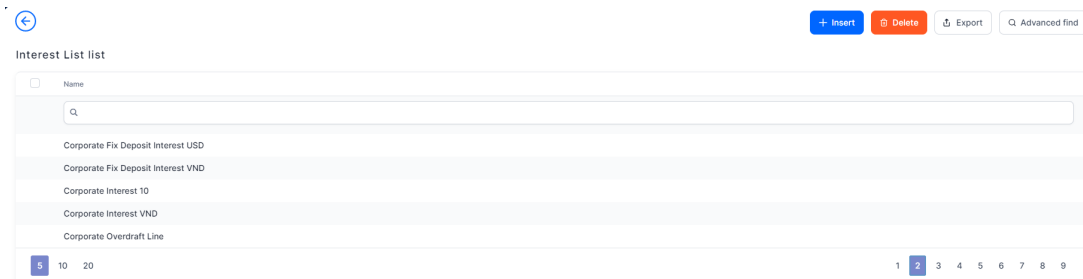 Insert Delete Export Advanced find
Interest List list
Name
Corporate Fix Deposit Interest USD
Corporate Fix Deposit Interest VND
Corporate Interest 10
Corporate Interest VND
Corporate Overdraft Line
5 10 20 1 2 3 4 5 6 7 8 9